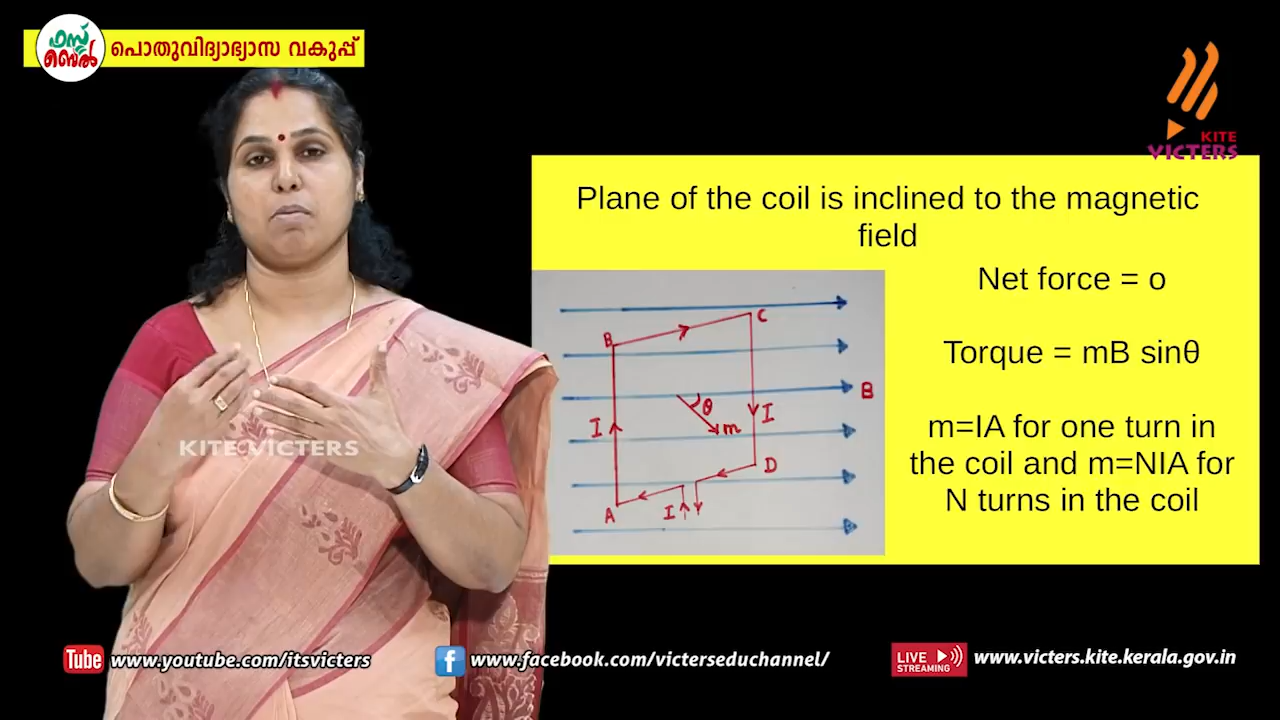 ഫസ്റ്റ്
ബെൽ
പൊതുവിദ്യാഭ്യാസ വകുപ്പ്
KITE
VICTERS
Plane of the coil is inclined to the magnetic
field
Net force = o
Torque = mB sinθ
m=IA for one turn in
the coil and m=NIA for
N turns in the coil
B
C
B
θ
m
I
I
D
A
I
KITE VICTERS
Tube www.youtube.com/itsvicters
f www.facebook.com/victerseduchannel/
LIVE
STREAMING
www.victers.kite.kerala.gov.in